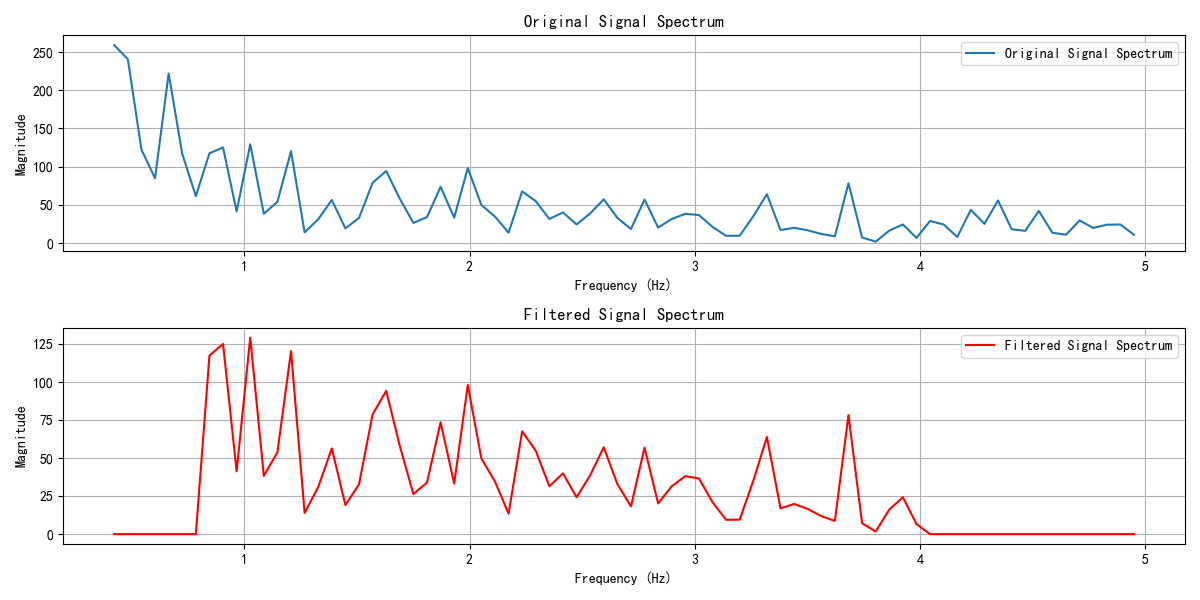 Original Signal Spectrum
Original Signal Spectrum
Magnitude
250
200
150
100
50
0
1 2 3 4 5
Frequency (Hz)
Filtered Signal Spectrum
Filtered Signal Spectrum
Magnitude
125
100
75
50
25
0
1 2 3 4 5
Frequency (Hz)